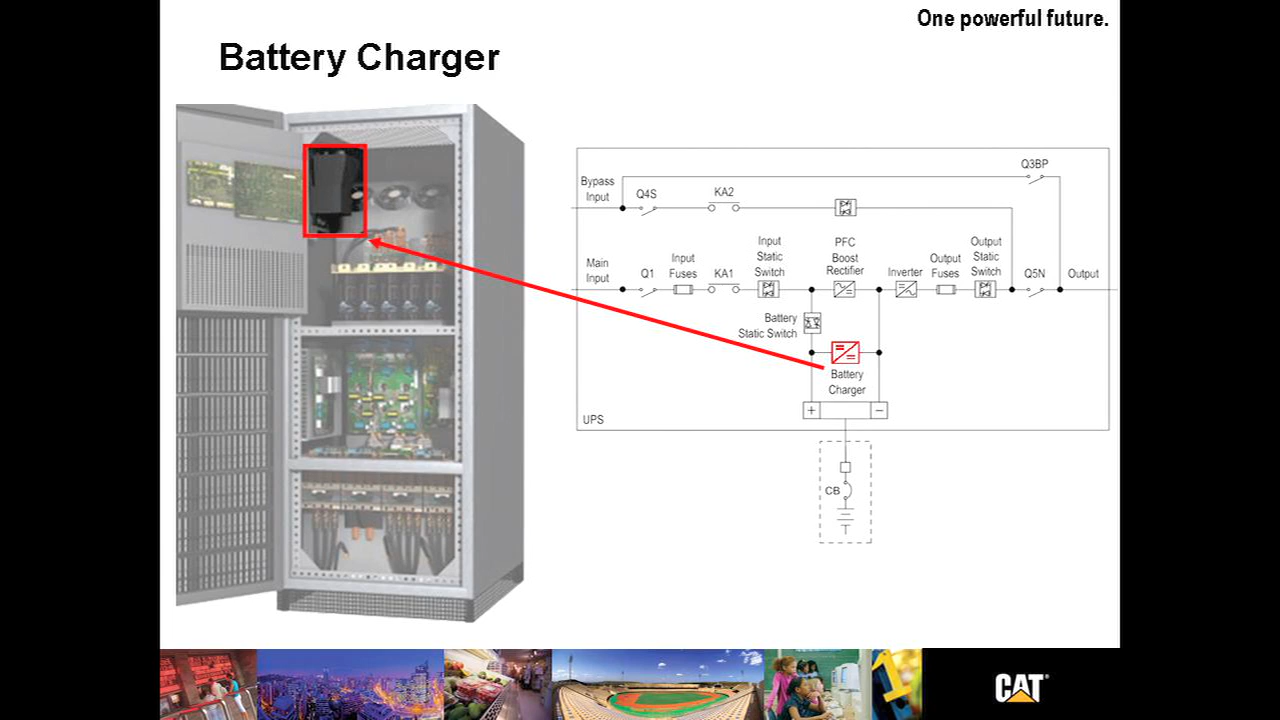 One powerful future.
Battery Charger
Q3BP
Bypass
Input
Q4S
KA2
Main
Input
Q1
Input
Fuses
KA1
Input
Static
Switch
PFC
Boost
Rectifier
Inverter
Output
Fuses
Output
Static
Switch
Q5N
Output
Battery
Static Switch
Battery
Charger
+
−
UPS
CB
1
CAT